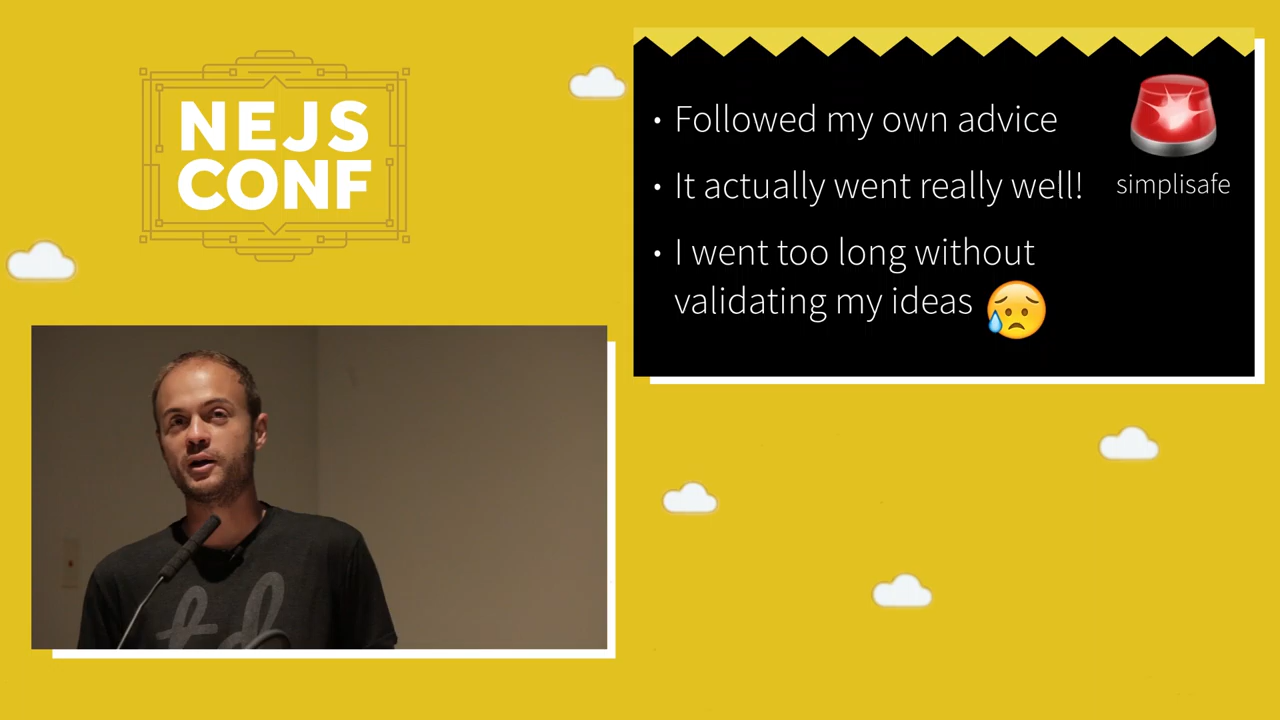 NEJS
CONF
• Followed my own advice
• It actually went really well!
• I went too long without
validating my ideas
simplisafe
td